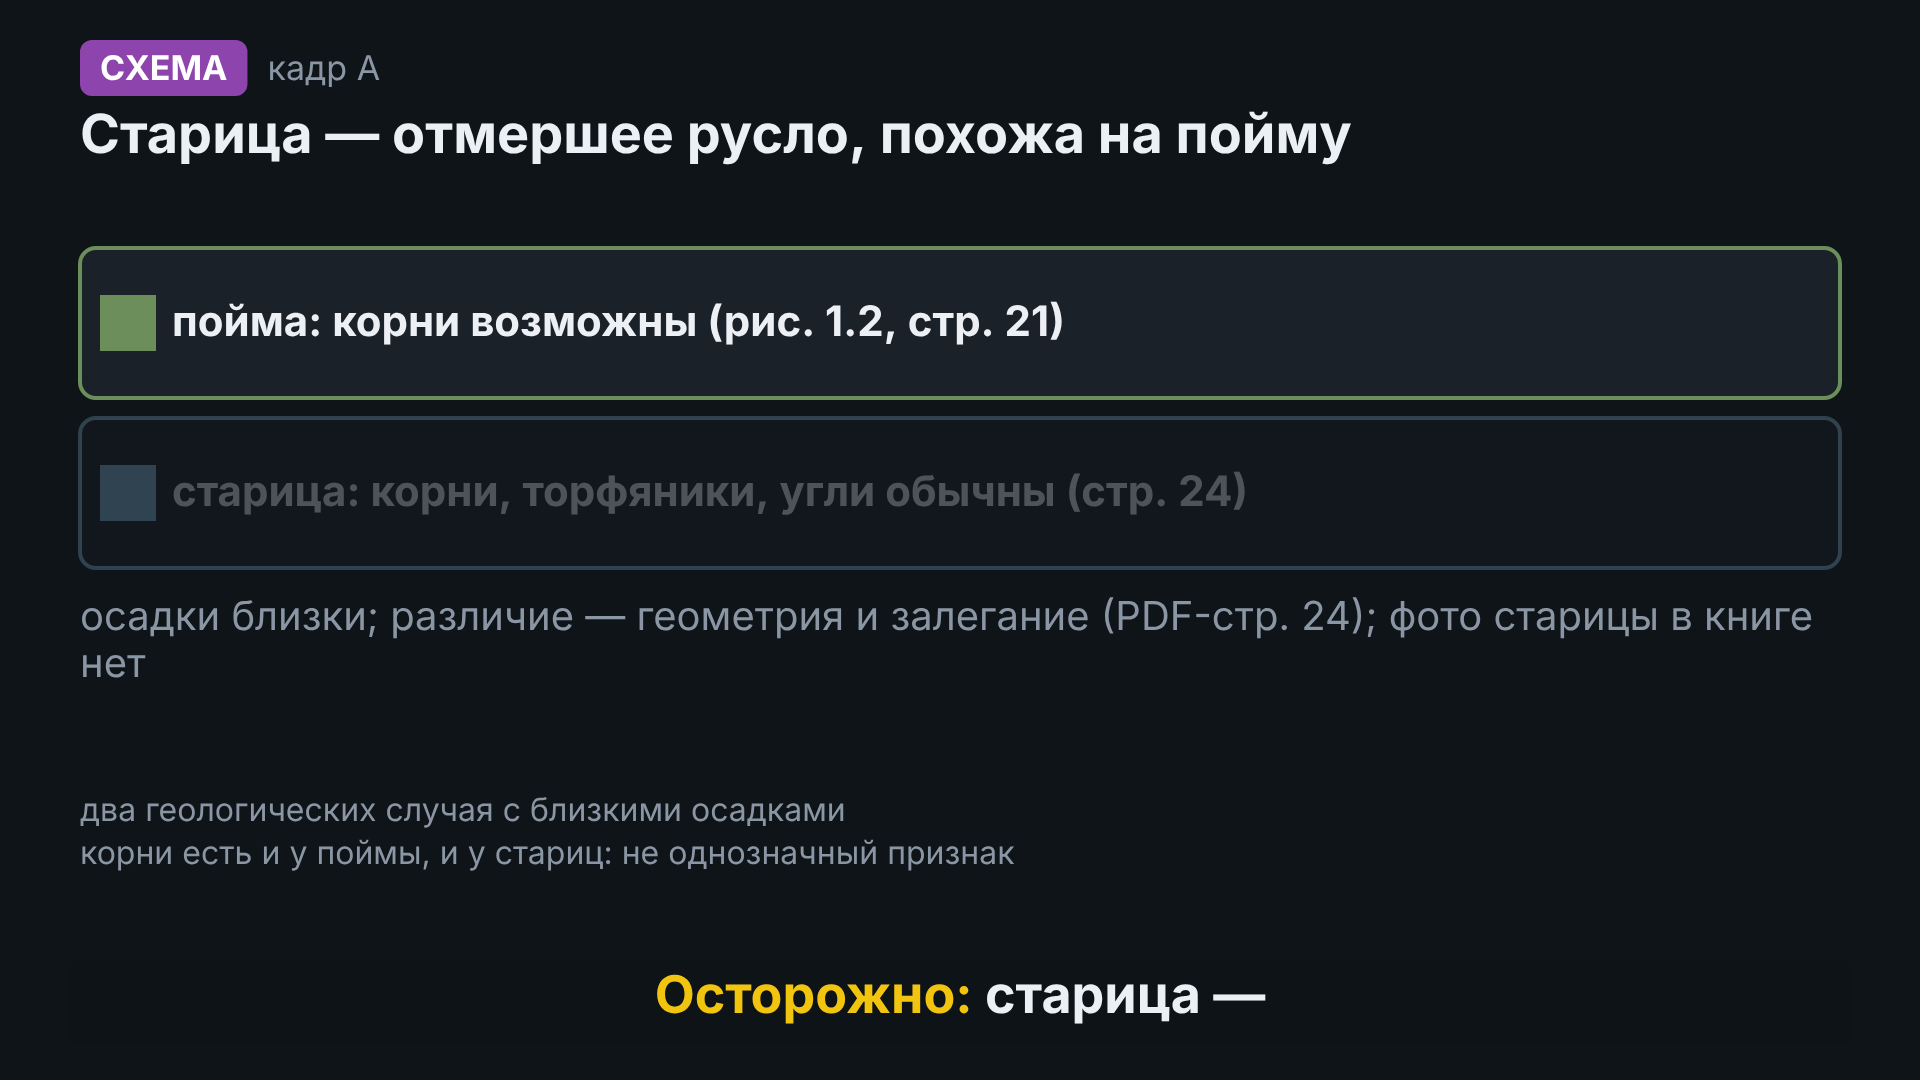 СХЕМА кадр А
Старица — отмершее русло, похожа на пойму
пойма: корни возможны (рис. 1.2, стр. 21)
старица: корни, торфяники, угли обычны (стр. 24)
осадки близки; различие — геометрия и залегание (PDF-стр. 24); фото старицы в книге
нет
два геологических случая с близкими осадками
корни есть и у поймы, и у стариц: не однозначный признак
Осторожно: старица —